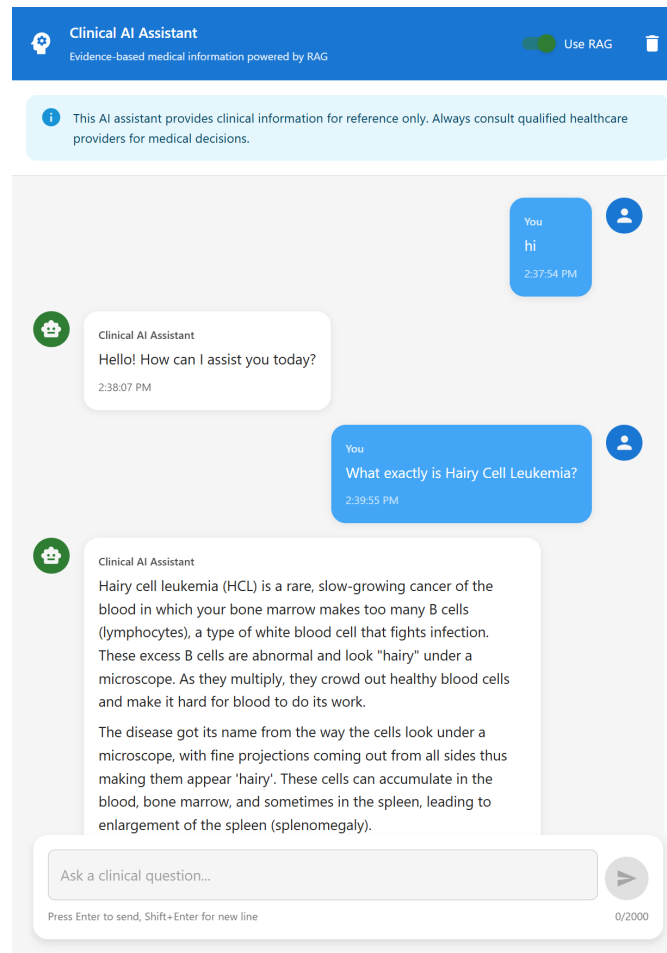 Clinical AI Assistant
Evidence-based medical information powered by RAG
Use RAG
This AI assistant provides clinical information for reference only. Always consult qualified healthcare
providers for medical decisions.
You
hi
2:37:54 PM
Clinical AI Assistant
Hello! How can I assist you today?
2:38:07 PM
You
What exactly is Hairy Cell Leukemia?
2:39:55 PM
Clinical AI Assistant
Hairy cell leukemia (HCL) is a rare, slow-growing cancer of the
blood in which your bone marrow makes too many B cells
(lymphocytes), a type of white blood cell that fights infection.
These excess B cells are abnormal and look "hairy" under a
microscope. As they multiply, they crowd out healthy blood cells
and make it hard for blood to do its work.
The disease got its name from the way the cells look under a
microscope, with fine projections coming out from all sides thus
making them appear 'hairy'. These cells can accumulate in the
blood, bone marrow, and sometimes in the spleen, leading to
enlargement of the spleen (splenomegaly).
Ask a clinical question...
Press Enter to send, Shift+Enter for new line
0/2000